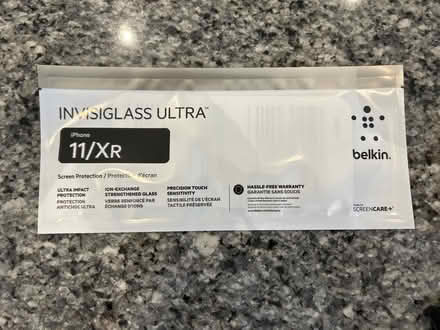 INVISIGLASS ULTRA™
iPhone
11/XR
Screen Protection / Protection d'écran
ULTRA IMPACT
PROTECTION
PROTECTION
ANTICHOC ULTRA
ION-EXCHANGE
STRENGTHENED GLASS
VERRE RENFORCÉ PAR
ÉCHANGE D'IONS
PRECISION TOUCH
SENSITIVITY
SENSIBILITÉ DE L'ÉCRAN
TACTILE PRÉSERVÉE
HASSLE-FREE WARRANTY
GARANTIE SANS SOUCIS
belkin.
SCREENCARE+